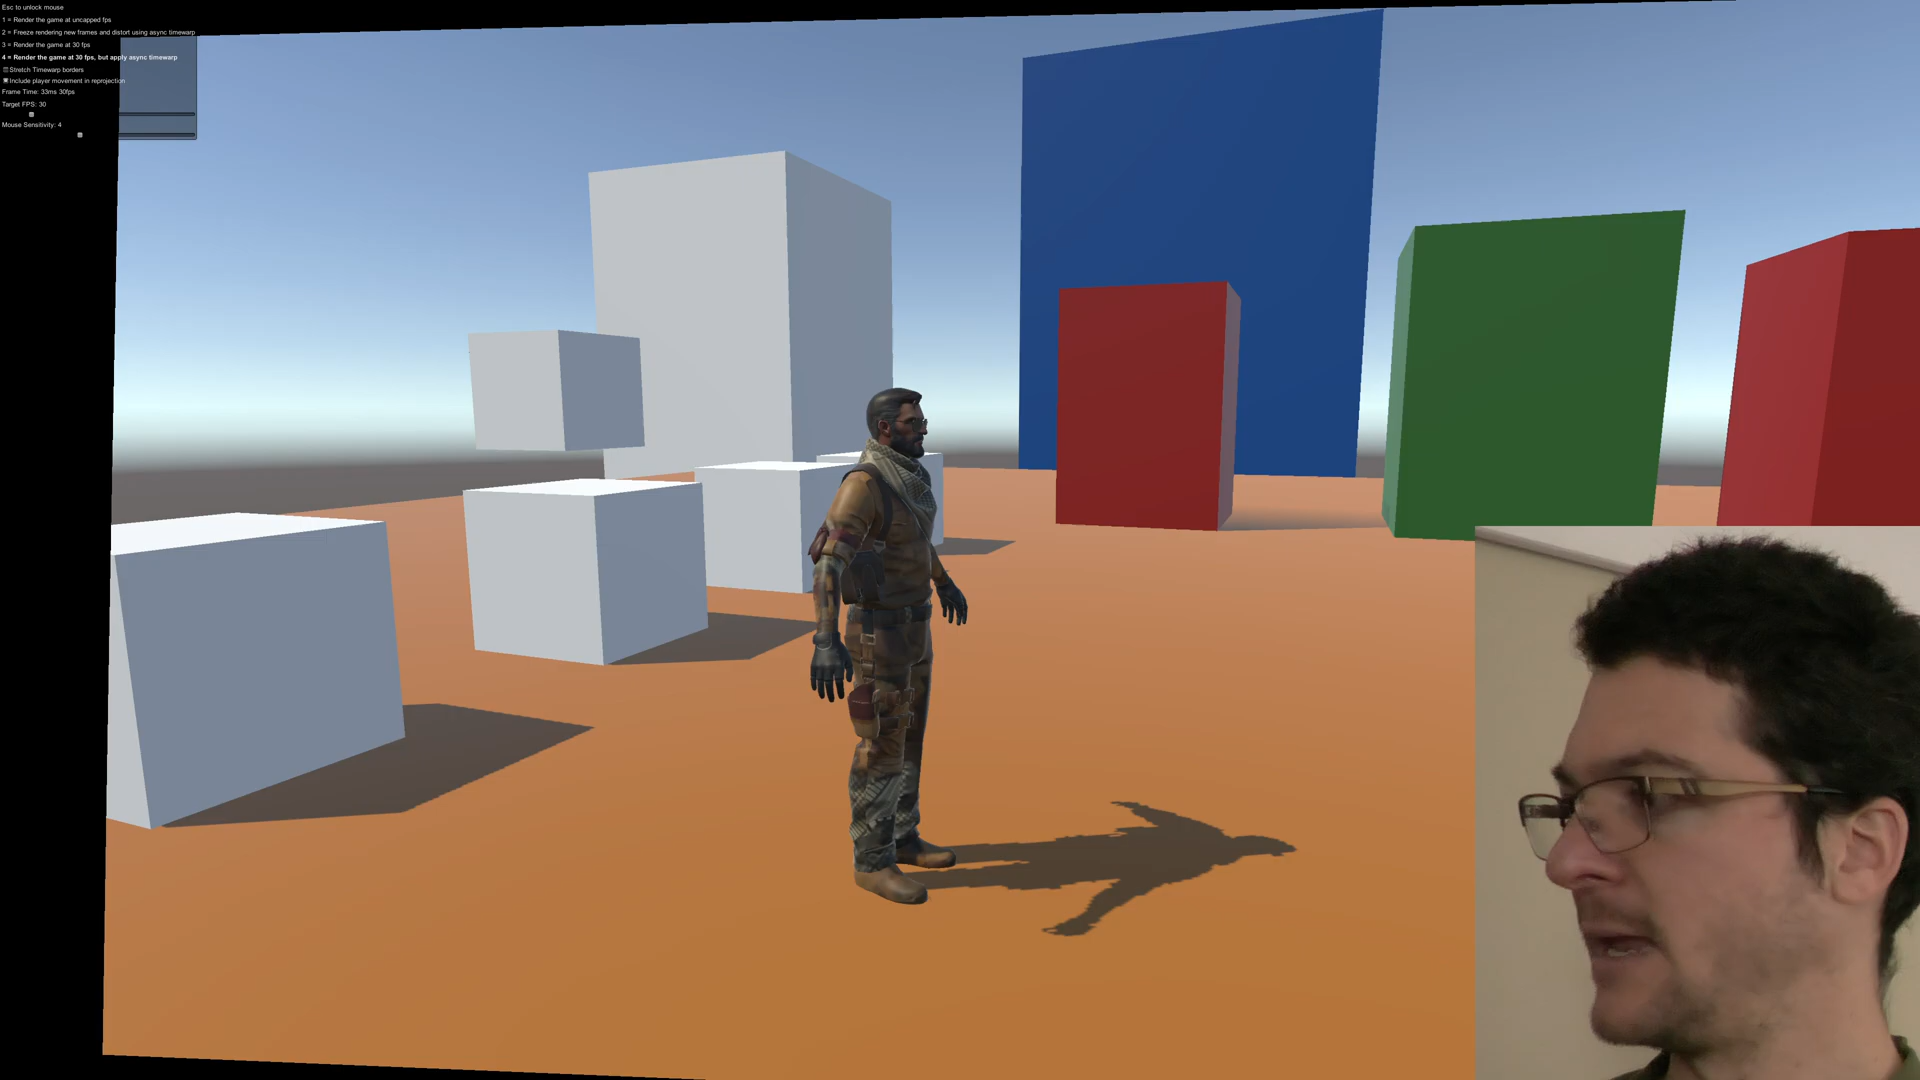 Esc to unlock mouse
1 = Render the game at uncapped fps
2 = Freeze rendering new frames and distort using async timewarp
3 = Render the game at 30 fps
4 = Render the game at 30 fps, but apply async timewarp
Stretch Timewarp borders
Include player movement in reprojection
Frame Time: 33ms 30fps
Target FPS: 30
Mouse Sensitivity: 4